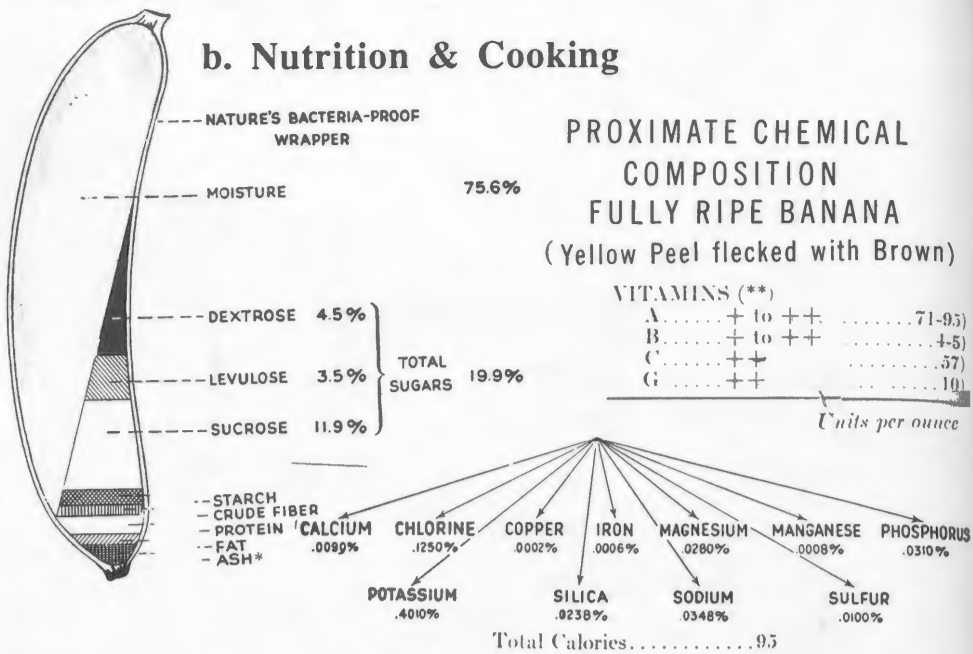 b. Nutrition & Cooking
NATURE'S BACTERIA-PROOF
WRAPPER
MOISTURE 75.6%
DEXTROSE 4.5%
LEVULOSE 3.5%
SUCROSE 11.9%
TOTAL
SUGARS 19.9%
STARCH
CRUDE FIBER
PROTEIN
FAT
ASH*
PROXIMATE CHEMICAL
COMPOSITION
FULLY RIPE BANANA
(Yellow Peel flecked with Brown)
VITAMINS (**)
A......+ to ++ .......71-95)
B......+ to ++ .......4-5)
C......++ .......57)
G......++ .......10)
Units per ounce
CALCIUM CHLORINE COPPER IRON MAGNESIUM MANGANESE PHOSPHORUS
.0090% .1250% .0002% .0006% .0280% .0008% .0310%
POTASSIUM SILICA SODIUM SULFUR
.4010% .0238% .0348% .0100%
Total Calories............95